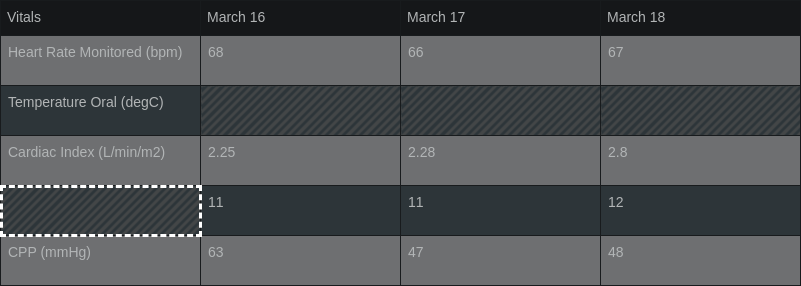 Vitals March 16 March 17 March 18
Heart Rate Monitored (bpm) 68 66 67
Temperature Oral (degC)
Cardiac Index (L/min/m2) 2.25 2.28 2.8
11 11 12
CPP (mmHg) 63 47 48